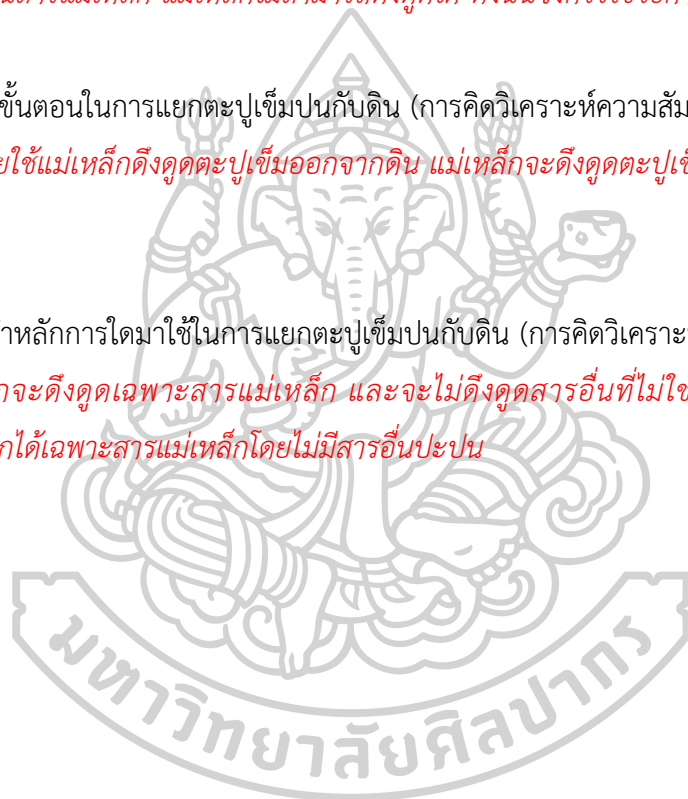 ขั้นตอนในการแยกตะปูเข็มปนกับดิน (การคิดวิเคราะห์ความสัม
ยใช้แม่เหล็กดึงดูดตะปูเข็มออกจากดิน แม่เหล็กจะดึงดูดตะปูเข็
าหลักการใดมาใช้ในการแยกตะปูเข็มปนกับดิน (การคิดวิเคราะ
กจะดึงดูดเฉพาะสารแม่เหล็ก และจะไม่ดึงดูดสารอื่นที่ไม่ใช
กได้เฉพาะสารแม่เหล็กโดยไม่มีสารอื่นปะปน
มหาวิทยาลัยศิลปากร